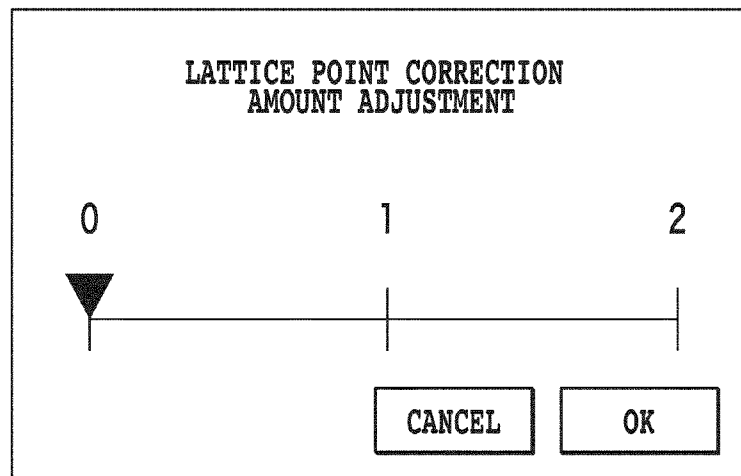 LATTICE POINT CORRECTION
AMOUNT ADJUSTMENT
0 1 2
CANCEL OK